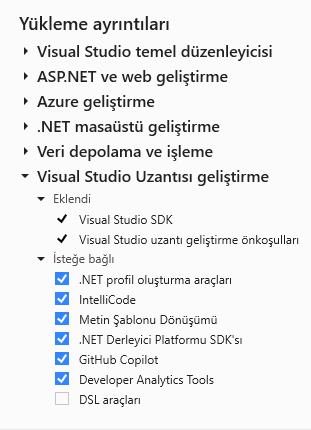 Yükleme ayrıntıları
Visual Studio temel düzenleyicisi
ASP.NET ve web geliştirme
Azure geliştirme
.NET masaüstü geliştirme
Veri depolama ve işleme
Visual Studio Uzantısı geliştirme
Eklendi
Visual Studio SDK
Visual Studio uzantı geliştirme önkoşulları
İsteğe bağlı
.NET profil oluşturma araçları
IntelliCode
Metin Şablonu Dönüşümü
.NET Derleyici Platformu SDK'sı
GitHub Copilot
Developer Analytics Tools
DSL araçları